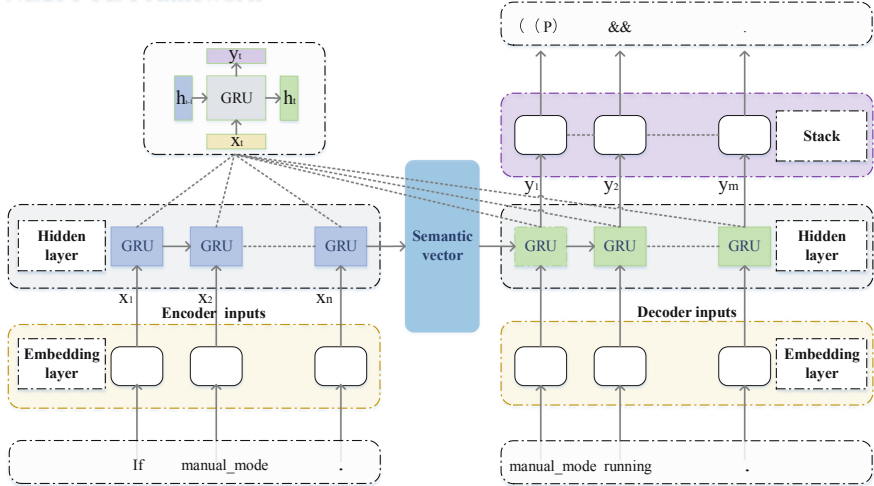 ( ( P) && .
yt
ht-1 GRU ht
xt
Stack
y1 y2 ym
Hidden layer
GRU GRU GRU
Semantic vector
GRU GRU GRU
Hidden layer
x1 x2 xn
Encoder inputs
Decoder inputs
Embedding layer
Embedding layer
If manual_mode .
manual_mode running .